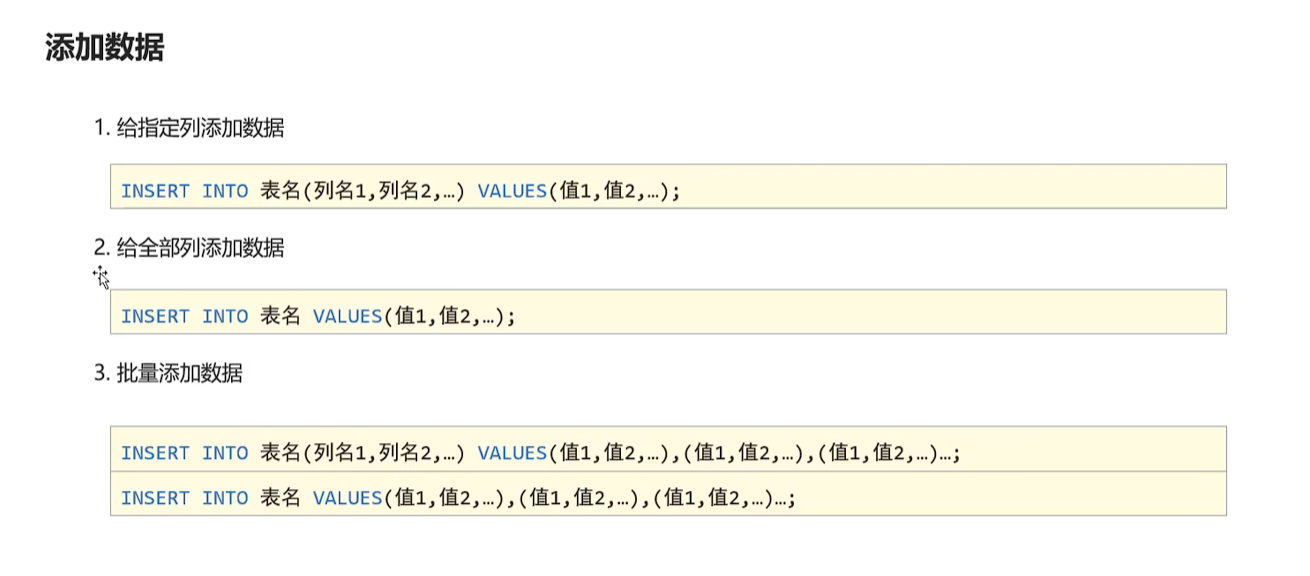 添加数据
1. 给指定列添加数据
INSERT INTO 表名(列名1,列名2,…) VALUES(值1,值2,…);
2. 给全部列添加数据
INSERT INTO 表名 VALUES(值1,值2,…);
3. 批量添加数据
INSERT INTO 表名(列名1,列名2,…) VALUES(值1,值2,…),(值1,值2,…),(值1,值2,…)…;
INSERT INTO 表名 VALUES(值1,值2,…),(值1,值2,…),(值1,值2,…)…;